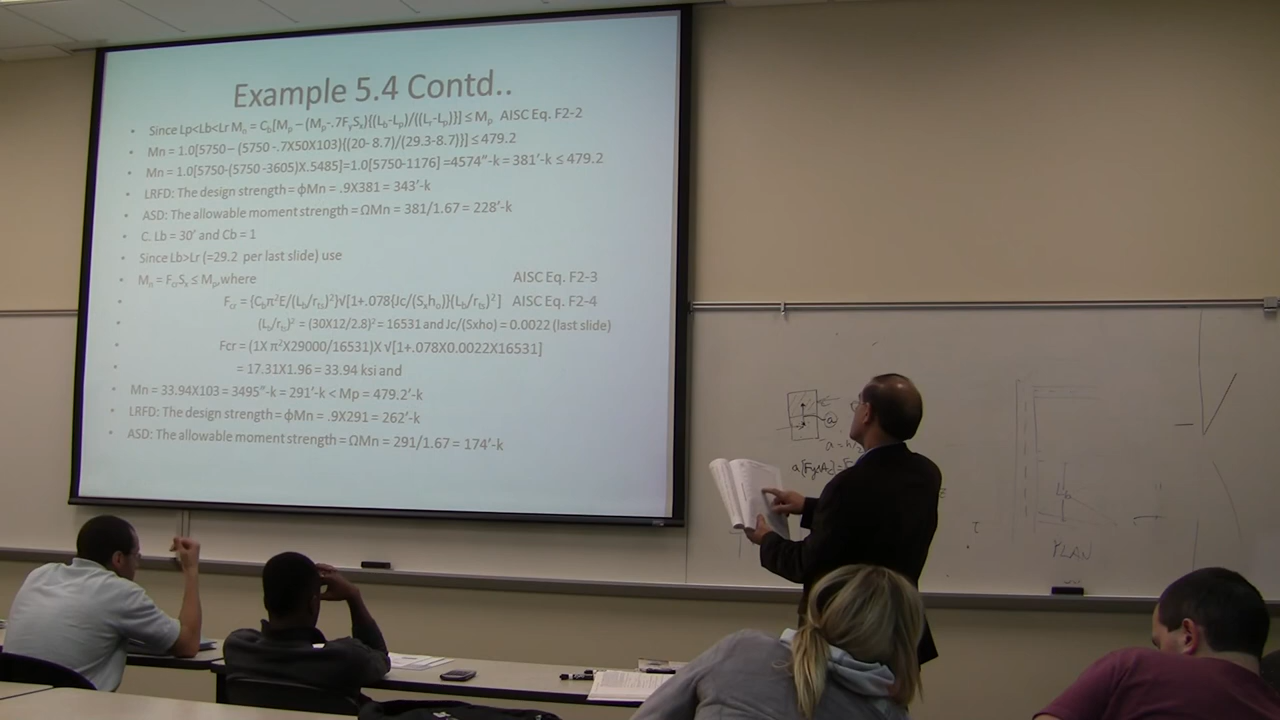 Example 5.4 Contd..
• Since Lp<Lb<Lr Mn = Cb[Mp – (Mp-.7FySx){(Lb-Lp)/((Lr-Lp)}] ≤ Mp AISC Eq. F2-2
• Mn = 1.0[5750 – (5750 -.7X50X103){(20- 8.7)/(29.3-8.7)}] ≤ 479.2
• Mn = 1.0[5750-(5750 -3605)X.5485]=1.0[5750-1176] =4574"-k = 381'-k ≤ 479.2
• LRFD: The design strength = ϕMn = .9X381 = 343'-k
• ASD: The allowable moment strength = ΩMn = 381/1.67 = 228'-k
• C. Lb = 30' and Cb = 1
• Since Lb>Lr (=29.2 per last slide) use
• Mn = FcrSx ≤ Mp,where AISC Eq. F2-3
• Fcr = {Cbπ²E/(Lb/rts)²}√[1+.078{Jc/(Sxho)}(Lb/rts)²] AISC Eq. F2-4
• (Lb/rts)² = (30X12/2.8)² = 16531 and Jc/(Sxho) = 0.0022 (last slide)
• Fcr = (1X π²X29000/16531)X √[1+.078X0.0022X16531]
• = 17.31X1.96 = 33.94 ksi and
• Mn = 33.94X103 = 3495"-k = 291'-k < Mp = 479.2'-k
• LRFD: The design strength = ϕMn = .9X291 = 262'-k
• ASD: The allowable moment strength = ΩMn = 291/1.67 = 174'-k
a
Lb
PLAN